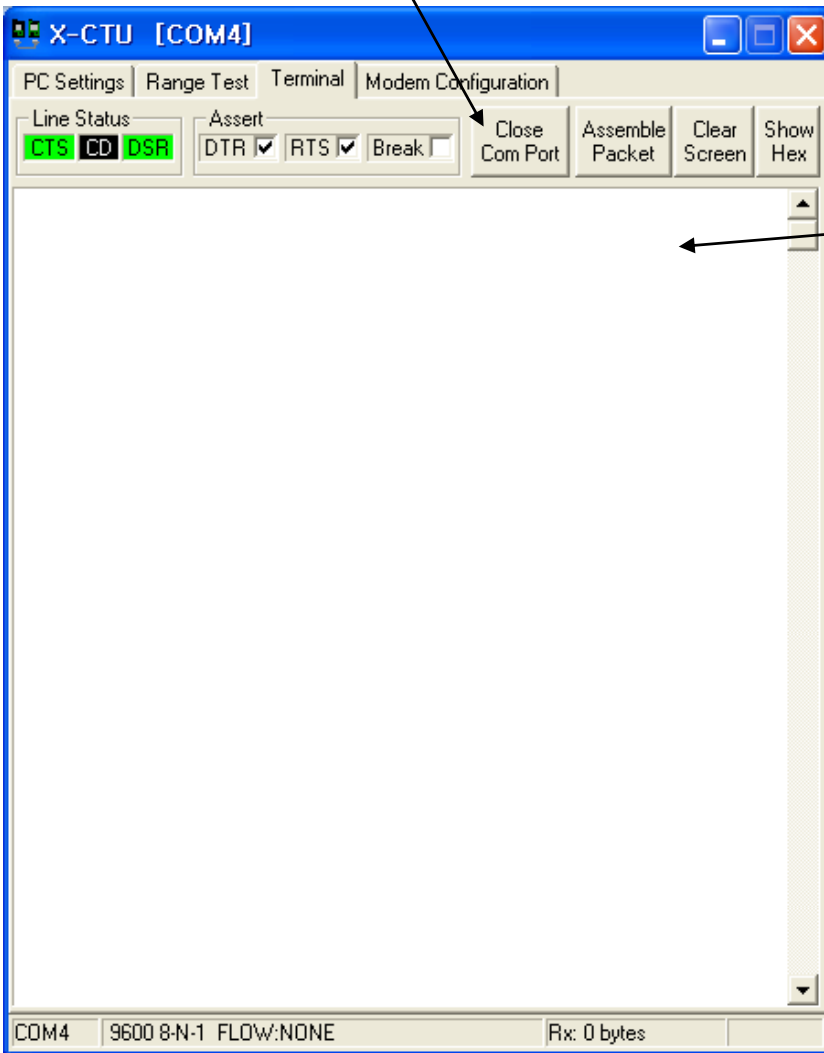 X-CTU [COM4]
PC Settings Range Test Terminal Modem Configuration
Line Status Assert
CTS CD DSR DTR RTS Break
Close Com Port
Assemble Packet
Clear Screen
Show Hex
COM4 9600 8-N-1 FLOW:NONE Rx: 0 bytes